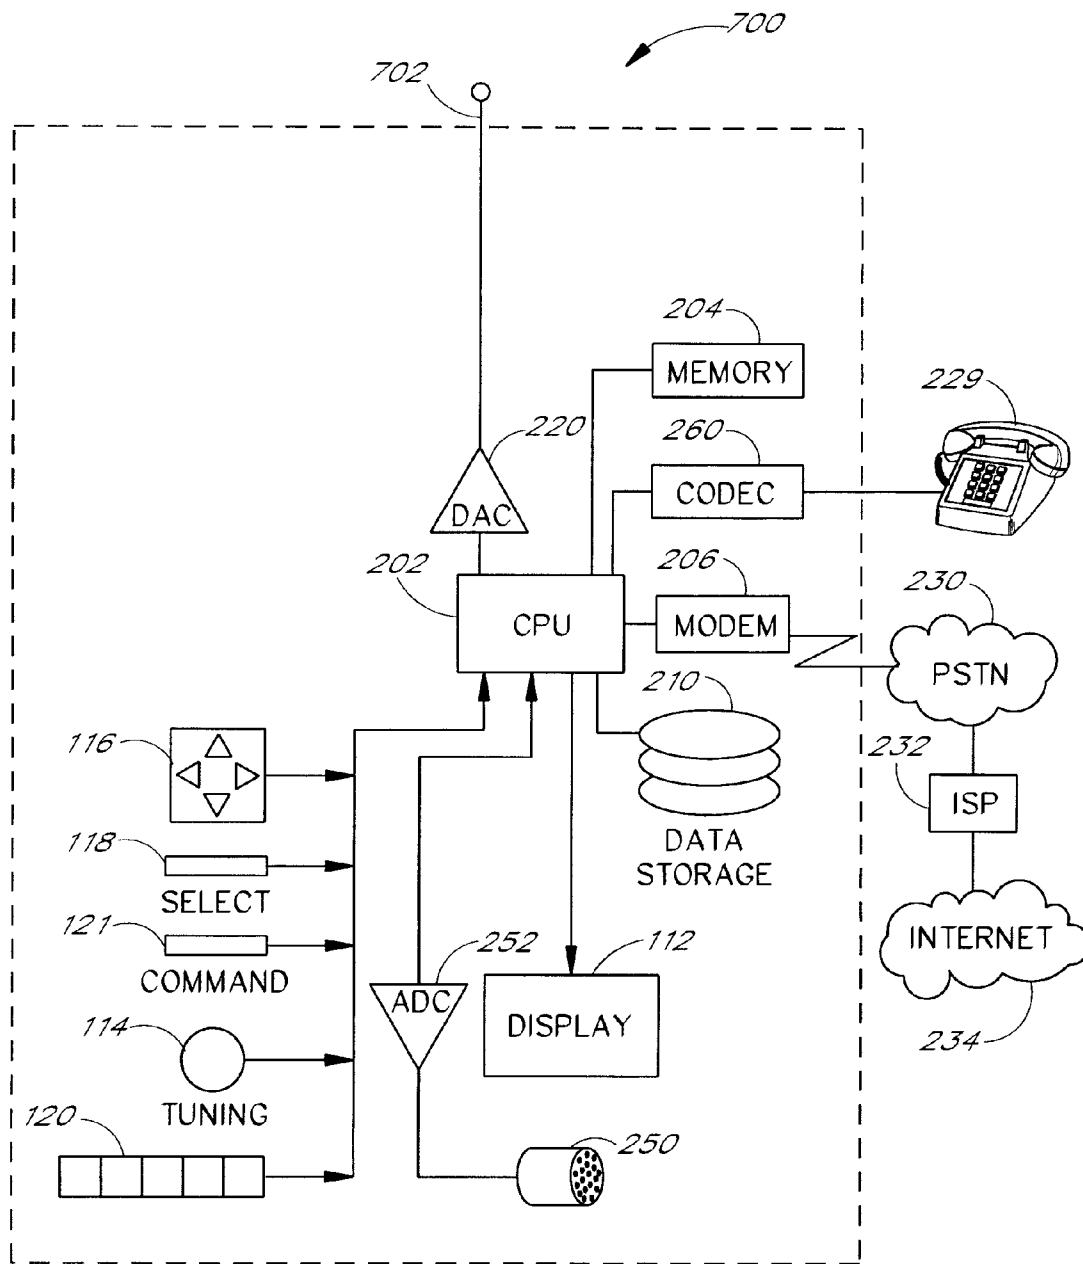 700
702
204
MEMORY
229
220
260
DAC
CODEC
202
206
230
CPU
MODEM
PSTN
210
116
232
ISP
118
DATA
STORAGE
SELECT
121
252
112
INTERNET
COMMAND
ADC
DISPLAY
114
234
TUNING
120
250